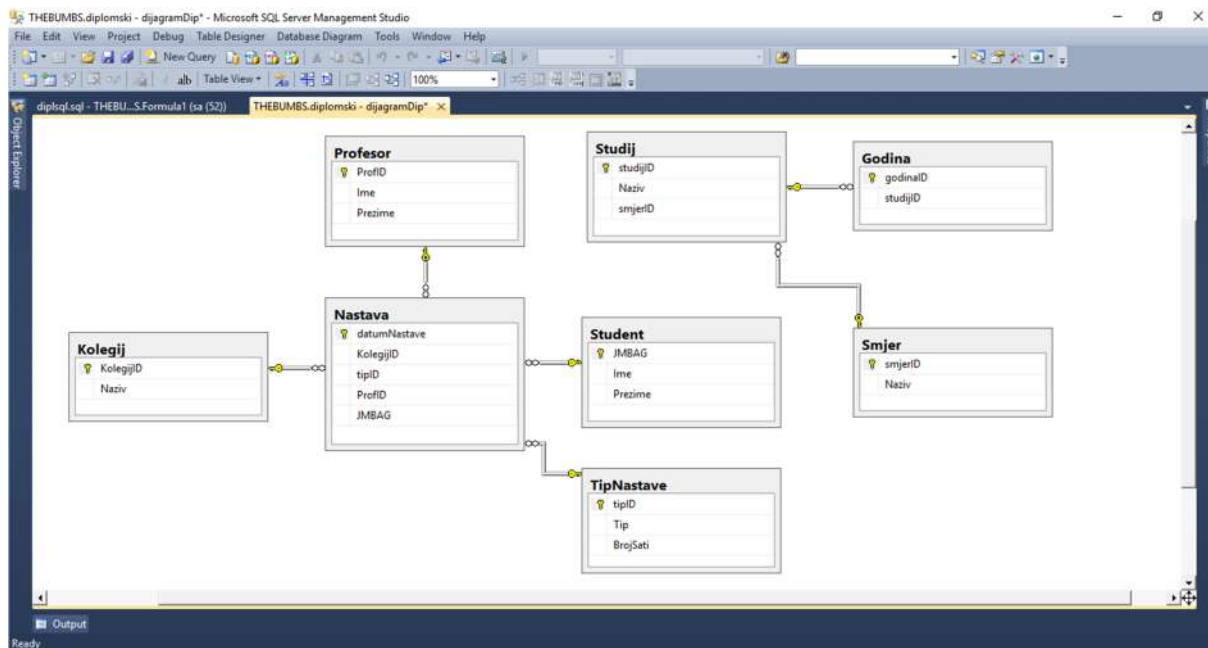 THEBUMBS.diplomski - dijagramDip* - Microsoft SQL Server Management Studio
File Edit View Project Debug Table Designer Database Diagram Tools Window Help
New Query
Table View 100%
diplsql.sql - THEBU...S.Formula1 (sa (52)) THEBUMBS.diplomski - dijagramDip*
Object Explorer
Profesor
ProfID
Ime
Prezime
Studij
studijID
Naziv
smjerID
Godina
godinaID
studijID
Kolegij
KolegijID
Naziv
Nastava
datumNastave
KolegijID
tipID
ProfID
JMBAG
Student
JMBAG
Ime
Prezime
Smjer
smjerID
Naziv
TipNastave
tipID
Tip
BrojSati
Output
Ready